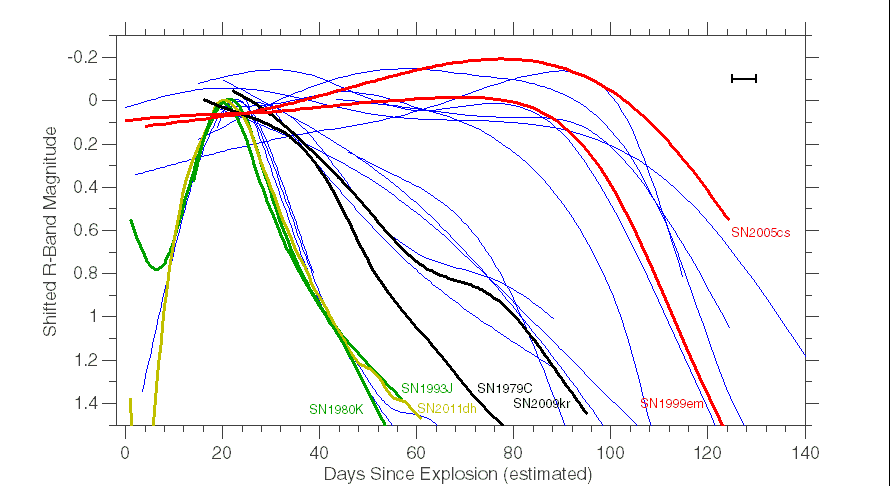 Shifted R-Band Magnitude
-0.2
0
0.2
0.4
0.6
0.8
1
1.2
1.4
SN2005cs
SN1993J
SN1979C
SN1980K
SN2011dh
SN2009kr
SN1999em
0 20 40 60 80 100 120 140
Days Since Explosion (estimated)